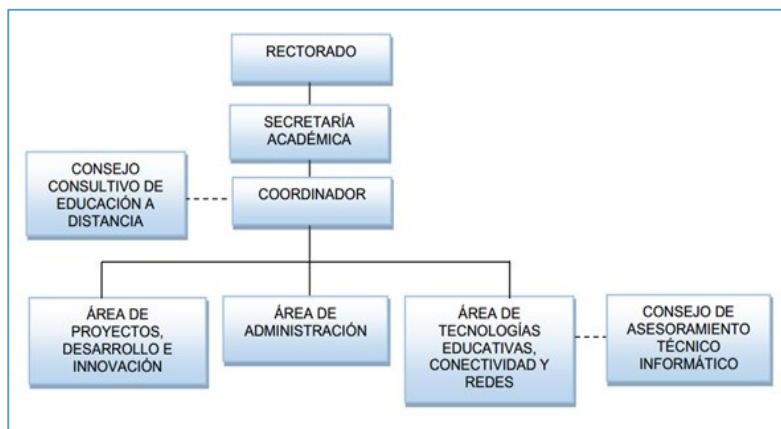 RECTORADO
SECRETARÍA
ACADÉMICA
CONSEJO
CONSULTIVO DE
EDUCACIÓN A
DISTANCIA
COORDINADOR
ÁREA DE
PROYECTOS,
DESARROLLO E
INNOVACIÓN
ÁREA DE
ADMINISTRACIÓN
ÁREA DE
TECNOLOGÍAS
EDUCATIVAS,
CONECTIVIDAD Y
REDES
CONSEJO DE
ASESORAMIENTO
TÉCNICO
INFORMÁTICO